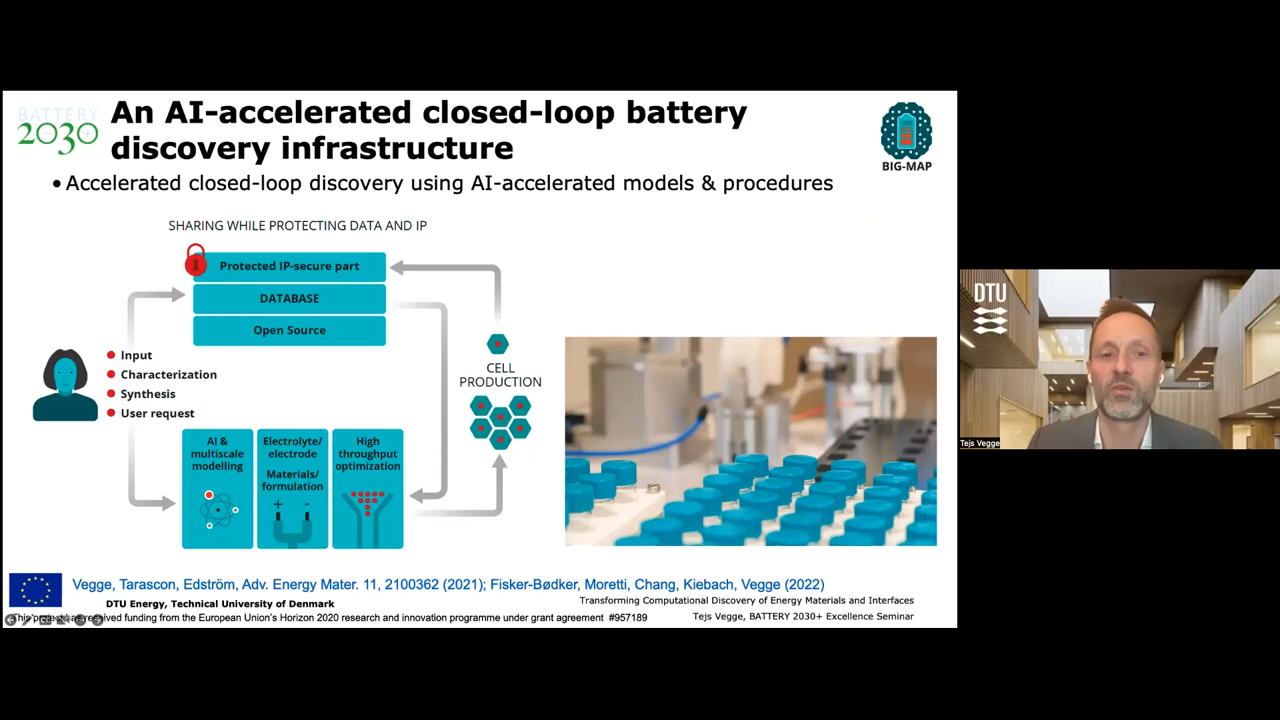 BATTERY
2030+
An AI-accelerated closed-loop battery
discovery infrastructure
BIG-MAP
• Accelerated closed-loop discovery using AI-accelerated models & procedures
SHARING WHILE PROTECTING DATA AND IP
Protected IP-secure part
DATABASE
Open Source
Input
Characterization
Synthesis
User request
CELL
PRODUCTION
AI &
multiscale
modelling
Electrolyte/
electrode
Materials/
formulation
+ -
High
throughput
optimization
DTU
Tejs Vegge
Vegge, Tarascon, Edström, Adv. Energy Mater. 11, 2100362 (2021); Fisker-Bødker, Moretti, Chang, Kiebach, Vegge (2022)
DTU Energy, Technical University of Denmark
Transforming Computational Discovery of Energy Materials and Interfaces
This project has received funding from the European Union's Horizon 2020 research and innovation programme under grant agreement #957189
Tejs Vegge, BATTERY 2030+ Excellence Seminar